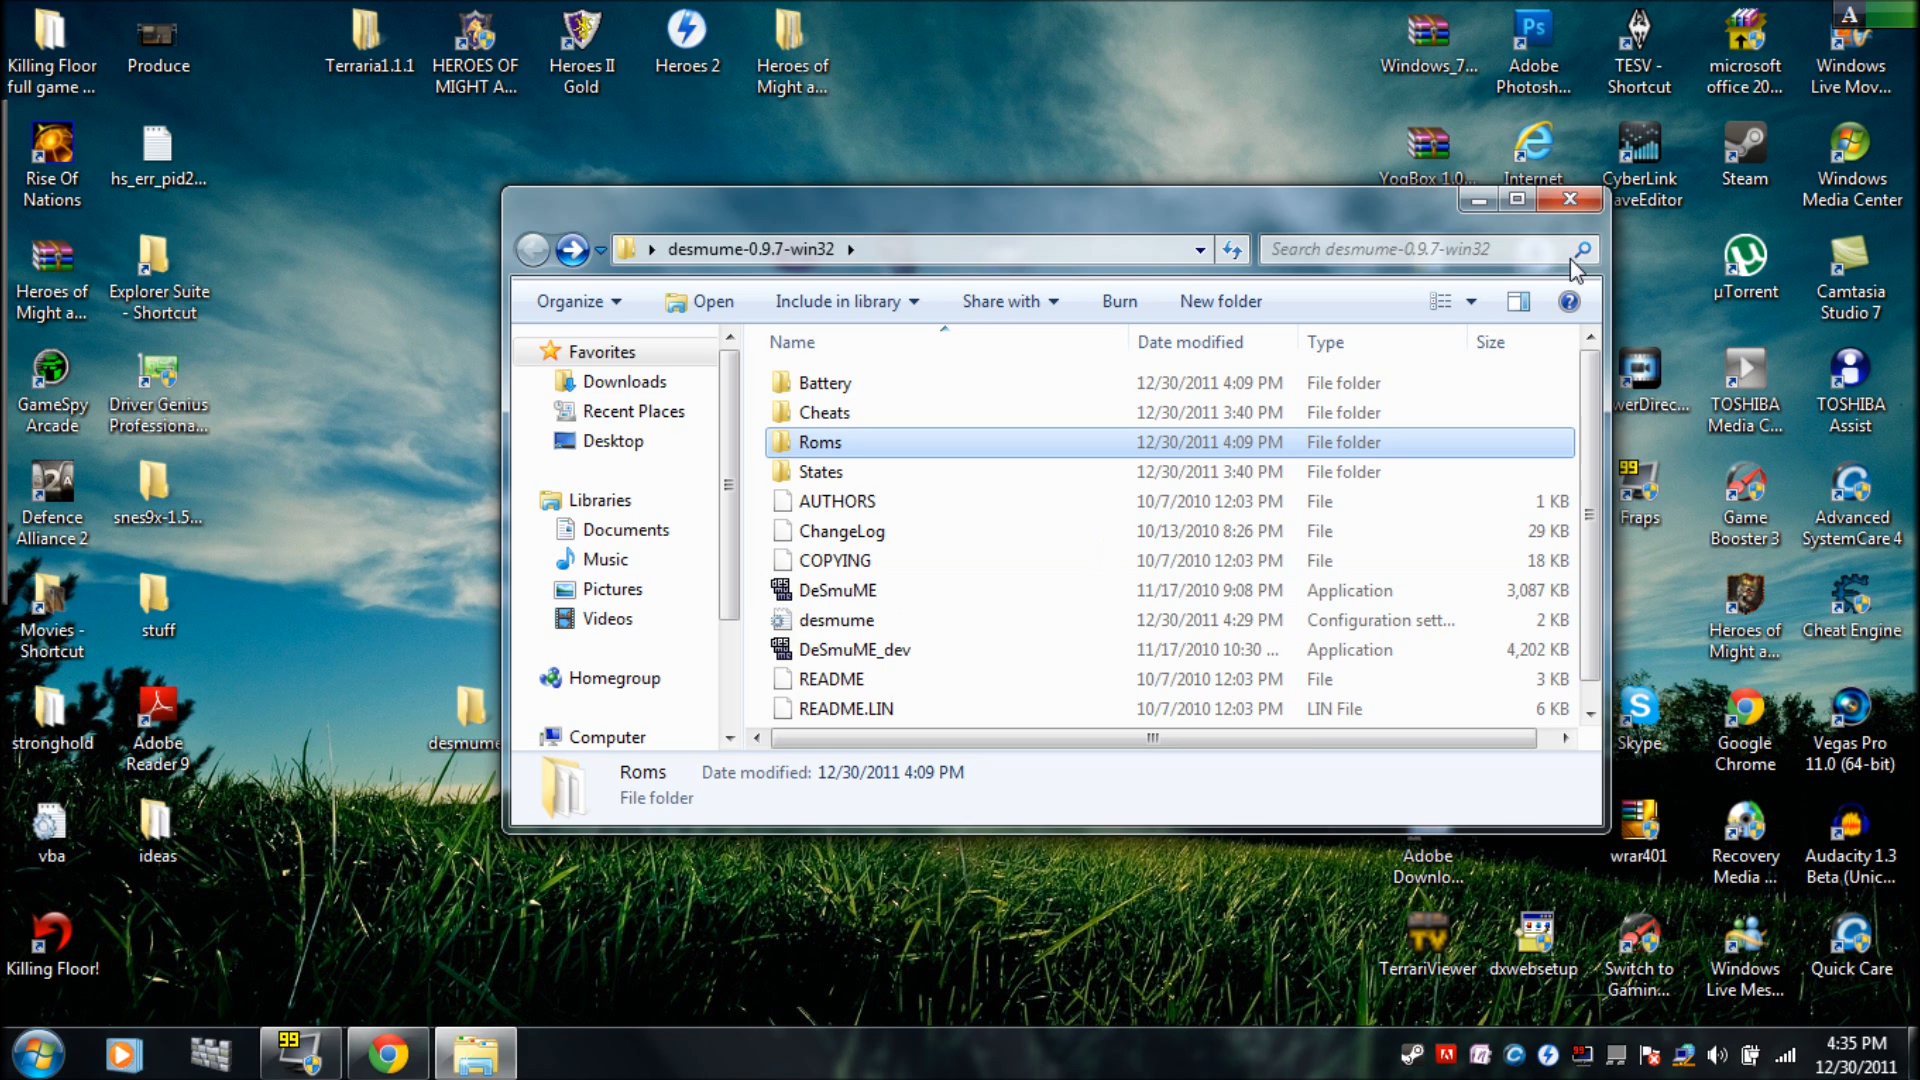 Killing Floor
full game ...
Produce
Terraria1.1.1
HEROES OF
MIGHT A...
Heroes II
Gold
Heroes 2
Heroes of
Might a...
Windows_7...
Adobe
Photosh...
TESV -
Shortcut
microsoft
office 20...
Windows
Live Mov...
A
Ps
Rise Of
Nations
hs_err_pid2...
YogBox 1.0...
Internet
CyberLink
aveEditor
Steam
Windows
Media Center
Heroes of
Might a...
Explorer Suite
- Shortcut
µTorrent
Camtasia
Studio 7
GameSpy
Arcade
Driver Genius
Professiona...
werDirec...
TOSHIBA
Media C...
TOSHIBA
Assist
Defence
Alliance 2
snes9x-1.5...
99
Fraps
Game
Booster 3
Advanced
SystemCare 4
Movies -
Shortcut
stuff
Heroes of
Might a...
Cheat Engine
stronghold
Adobe
Reader 9
desmume
Skype
Google
Chrome
Vegas Pro
11.0 (64-bit)
vba
ideas
Adobe
Downlo...
wrar401
Recovery
Media ...
Audacity 1.3
Beta (Unic...
Killing Floor!
TV
TerrariViewer
dxwebsetup
Switch to
Gamin...
Windows
Live Mes...
Quick Care
desmume-0.9.7-win32
Search desmume-0.9.7-win32
Organize
Open
Include in library
Share with
Burn
New folder
Favorites
Downloads
Recent Places
Desktop
Libraries
Documents
Music
Pictures
Videos
Homegroup
Computer
Name Date modified Type Size
Battery 12/30/2011 4:09 PM File folder
Cheats 12/30/2011 3:40 PM File folder
Roms 12/30/2011 4:09 PM File folder
States 12/30/2011 3:40 PM File folder
AUTHORS 10/7/2010 12:03 PM File 1 KB
ChangeLog 10/13/2010 8:26 PM File 29 KB
COPYING 10/7/2010 12:03 PM File 18 KB
DeSmuME 11/17/2010 9:08 PM Application 3,087 KB
desmume 12/30/2011 4:29 PM Configuration sett... 2 KB
DeSmuME_dev 11/17/2010 10:30 ... Application 4,202 KB
README 10/7/2010 12:03 PM File 3 KB
README.LIN 10/7/2010 12:03 PM LIN File 6 KB
Roms Date modified: 12/30/2011 4:09 PM
File folder
99
4:35 PM
12/30/2011